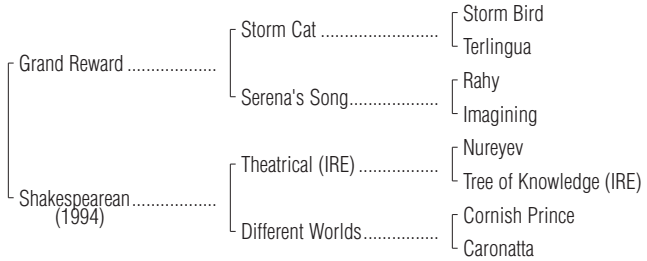 Storm Bird
Storm Cat ........................
Terlingua
Grand Reward ..................
Rahy
Serena's Song..................
Imagining
Nureyev
Theatrical (IRE) ................
Tree of Knowledge (IRE)
Shakespearean.................
(1994)
Cornish Prince
Different Worlds...............
Caronatta